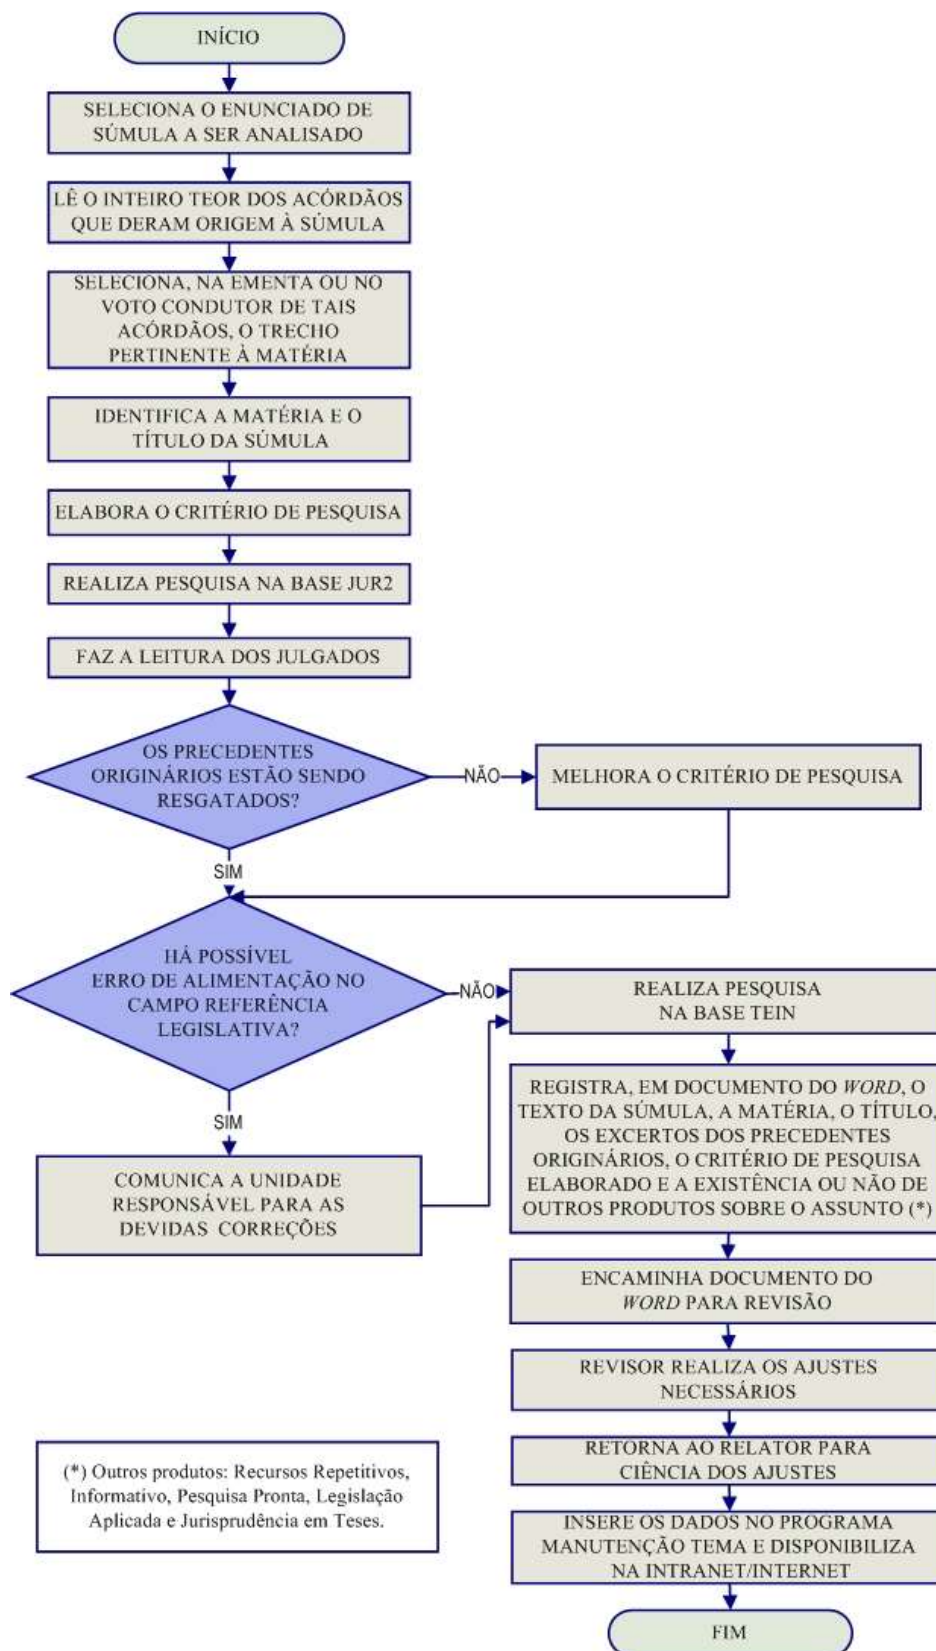 INÍCIO
SELECIONA O ENUNCIADO DE
SÚMULA A SER ANALISADO
LÊ O INTEIRO TEOR DOS ACÓRDÃOS
QUE DERAM ORIGEM À SÚMULA
SELECIONA, NA EMENTA OU NO
VOTO CONDUTOR DE TAIS
ACÓRDÃOS, O TRECHO
PERTINENTE À MATÉRIA
IDENTIFICA A MATÉRIA E O
TÍTULO DA SÚMULA
ELABORA O CRITÉRIO DE PESQUISA
REALIZA PESQUISA NA BASE JUR2
FAZ A LEITURA DOS JULGADOS
OS PRECEDENTES
ORIGINÁRIOS ESTÃO SENDO
RESGATADOS?
NÃO
MELHORA O CRITÉRIO DE PESQUISA
SIM
HÁ POSSÍVEL
ERRO DE ALIMENTAÇÃO NO
CAMPO REFERÊNCIA
LEGISLATIVA?
NÃO
REALIZA PESQUISA
NA BASE TEIN
SIM
COMUNICA A UNIDADE
RESPONSÁVEL PARA AS
DEVIDAS CORREÇÕES
REGISTRA, EM DOCUMENTO DO WORD, O
TEXTO DA SÚMULA, A MATÉRIA, O TÍTULO,
OS EXCERTOS DOS PRECEDENTES
ORIGINÁRIOS, O CRITÉRIO DE PESQUISA
ELABORADO E A EXISTÊNCIA OU NÃO DE
OUTROS PRODUTOS SOBRE O ASSUNTO (*)
ENCAMINHA DOCUMENTO DO
WORD PARA REVISÃO
REVISOR REALIZA OS AJUSTES
NECESSÁRIOS
RETORNA AO RELATOR PARA
CIÊNCIA DOS AJUSTES
INSERE OS DADOS NO PROGRAMA
MANUTENÇÃO TEMA E DISPONIBILIZA
NA INTRANET/INTERNET
FIM
(*) Outros produtos: Recursos Repetitivos,
Informativo, Pesquisa Pronta, Legislação
Aplicada e Jurisprudência em Teses.